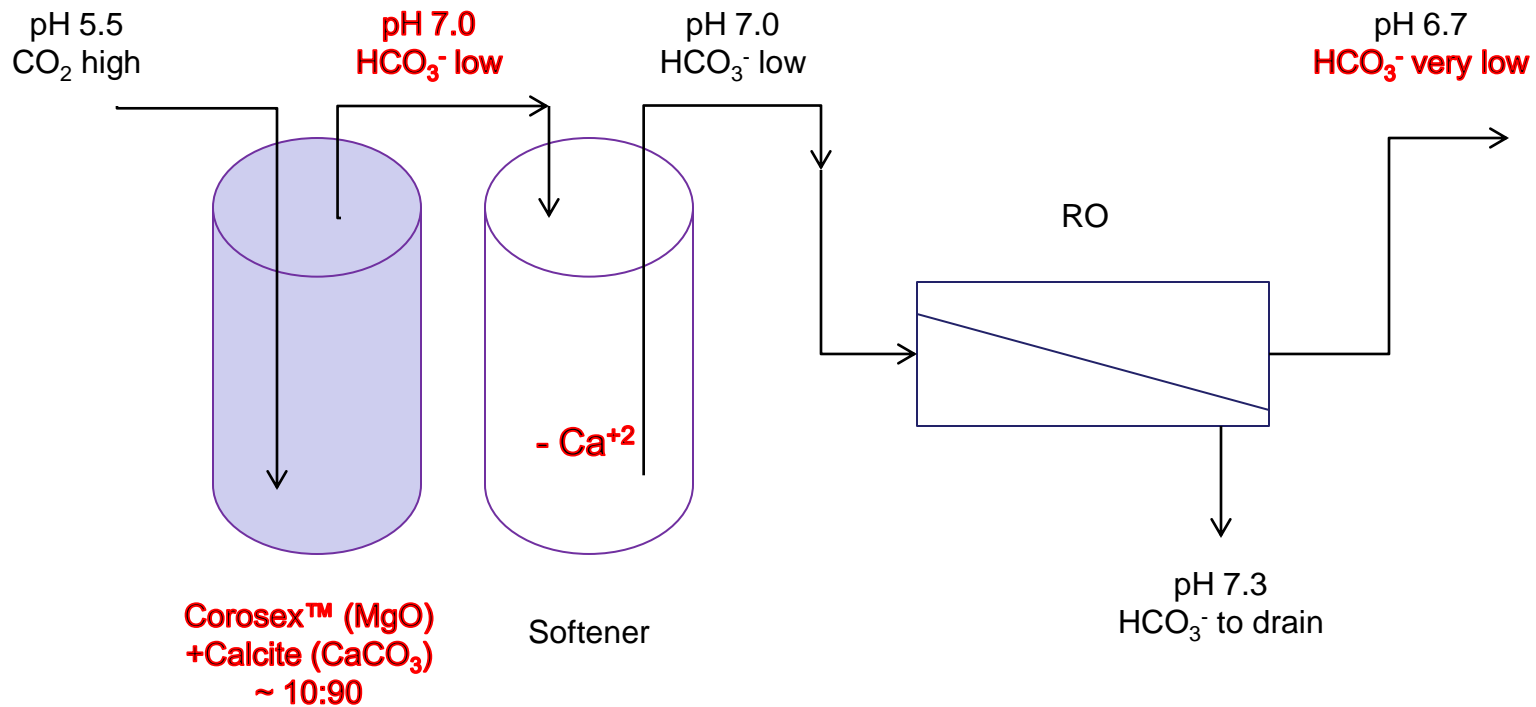 pH 5.5
CO₂ high
pH 7.0
HCO₃⁻ low
pH 7.0
HCO₃⁻ low
pH 6.7
HCO₃⁻ very low
RO
- Ca⁺²
pH 7.3
HCO₃⁻ to drain
Corosex™ (MgO)
+Calcite (CaCO₃)
~ 10:90
Softener